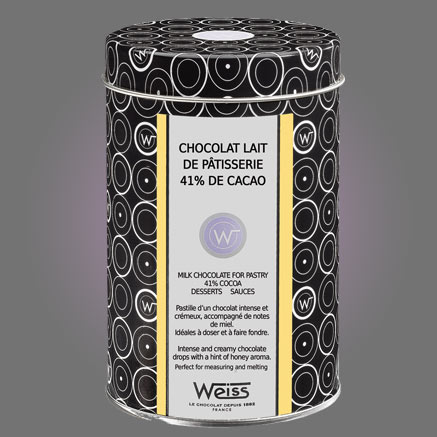 CHOCOLAT LAIT
DE PÂTISSERIE
41% DE CACAO
W
MILK CHOCOLATE FOR PASTRY
41% COCOA
DESSERTS SAUCES
Pastille d'un chocolat intense et
crémeux, accompagné de notes
de miel.
Idéales à doser et à faire fondre.
Intense and creamy chocolate
drops with a hint of honey aroma.
Perfect for measuring and melting
Weiss
LE CHOCOLAT DEPUIS 1882
FRANCE